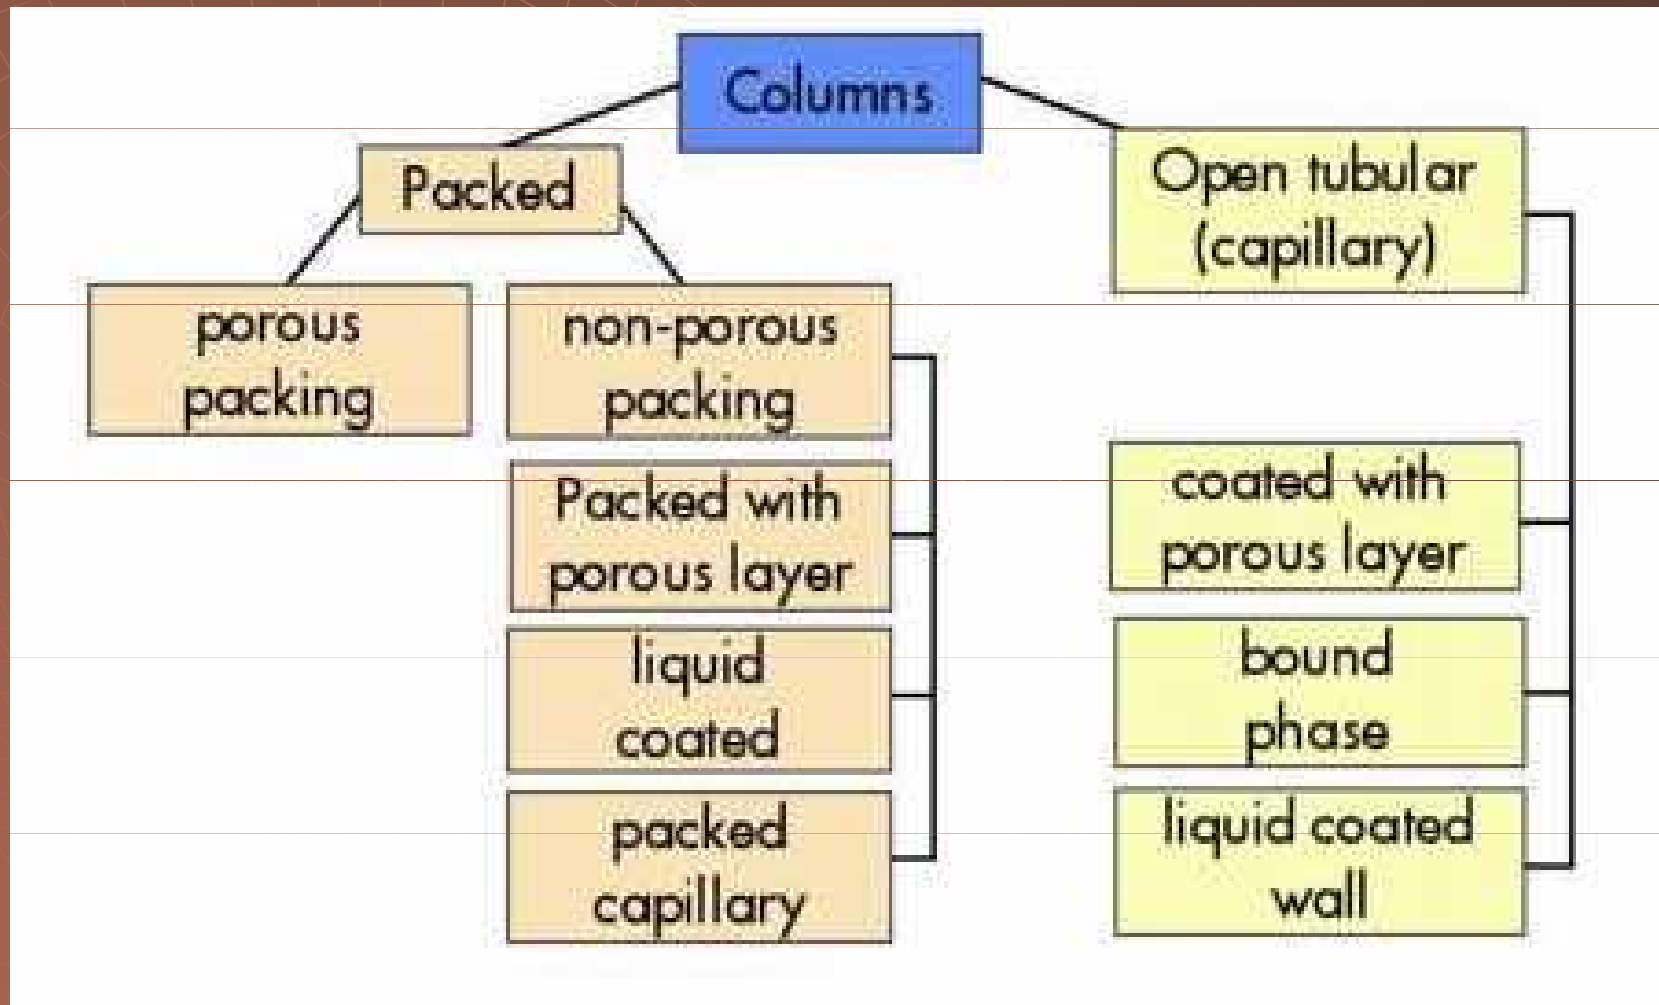 Columns
Packed
Open tubular
(capillary)
porous
packing
non-porous
packing
Packed with
porous layer
liquid
coated
packed
capillary
coated with
porous layer
bound
phase
liquid coated
wall